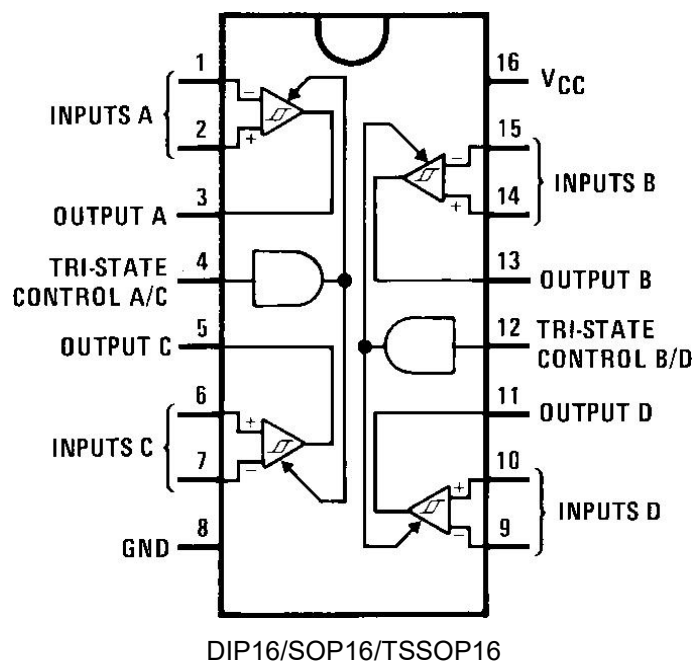 1
INPUTS A
−
+
2
3
OUTPUT A
4
TRI-STATE
CONTROL A/C
5
OUTPUT C
6
INPUTS C
+
−
7
8
GND
16
VCC
15
INPUTS B
−
+
14
13
OUTPUT B
12
TRI-STATE
CONTROL B/D
11
OUTPUT D
10
INPUTS D
+
−
9
DIP16/SOP16/TSSOP16